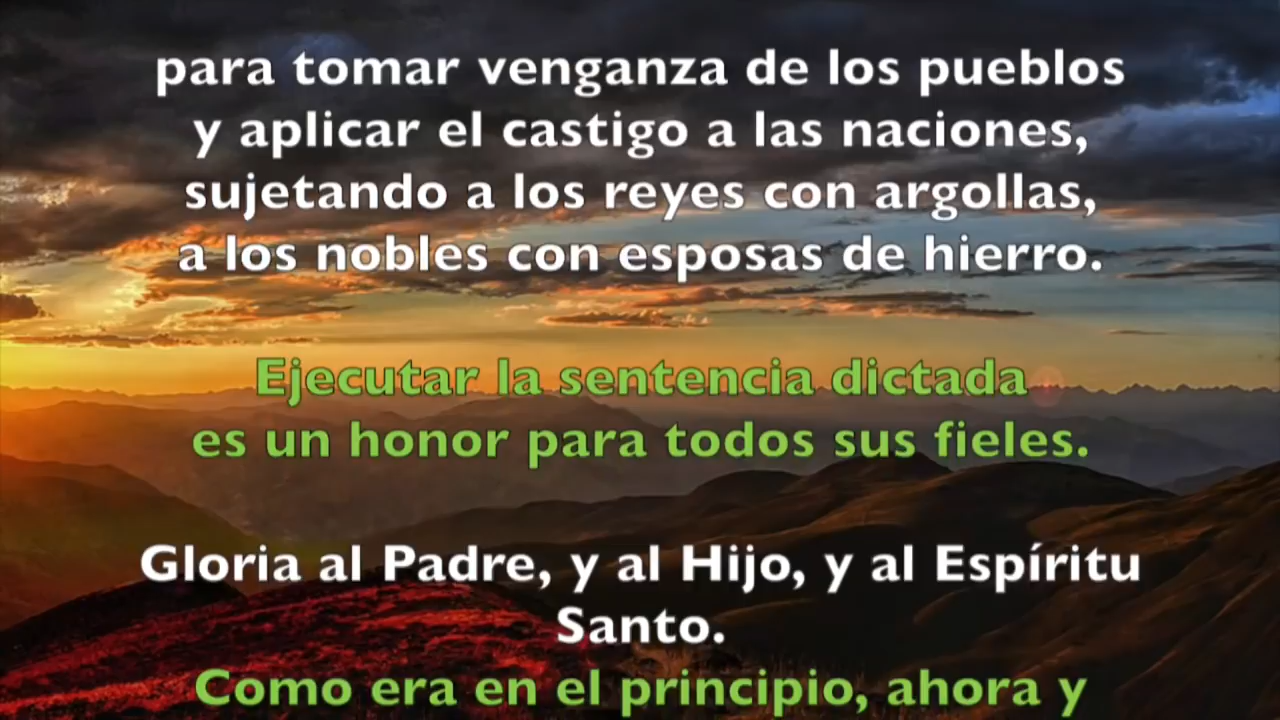 para tomar venganza de los pueblos
y aplicar el castigo a las naciones,
sujetando a los reyes con argollas,
a los nobles con esposas de hierro.
Ejecutar la sentencia dictada
es un honor para todos sus fieles.
Gloria al Padre, y al Hijo, y al Espíritu
Santo.
Como era en el principio, ahora y